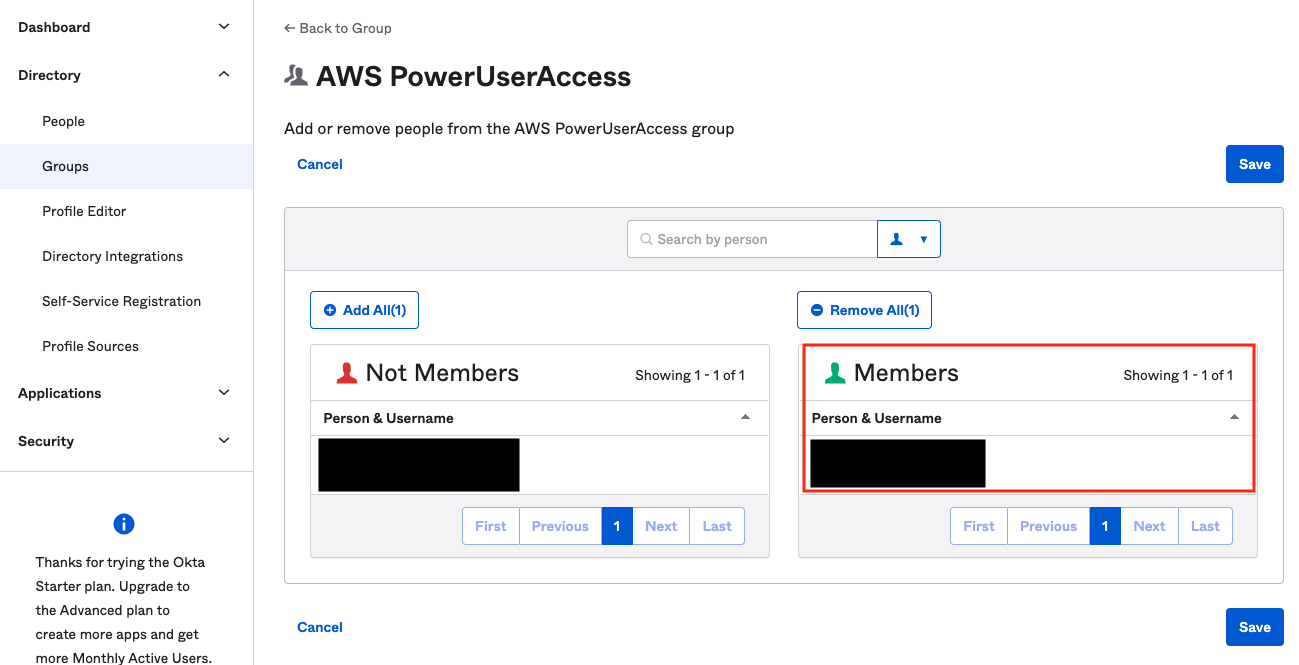 Dashboard
Directory
People
Groups
Profile Editor
Directory Integrations
Self-Service Registration
Profile Sources
Applications
Security
Thanks for trying the Okta
Starter plan. Upgrade to
the Advanced plan to
create more apps and get
more Monthly Active Users.
← Back to Group
AWS PowerUserAccess
Add or remove people from the AWS PowerUserAccess group
Cancel
Save
Search by person
Add All(1)
Remove All(1)
Not Members
Showing 1 - 1 of 1
Person & Username
First Previous 1 Next Last
Members
Showing 1 - 1 of 1
Person & Username
First Previous 1 Next Last
Cancel
Save